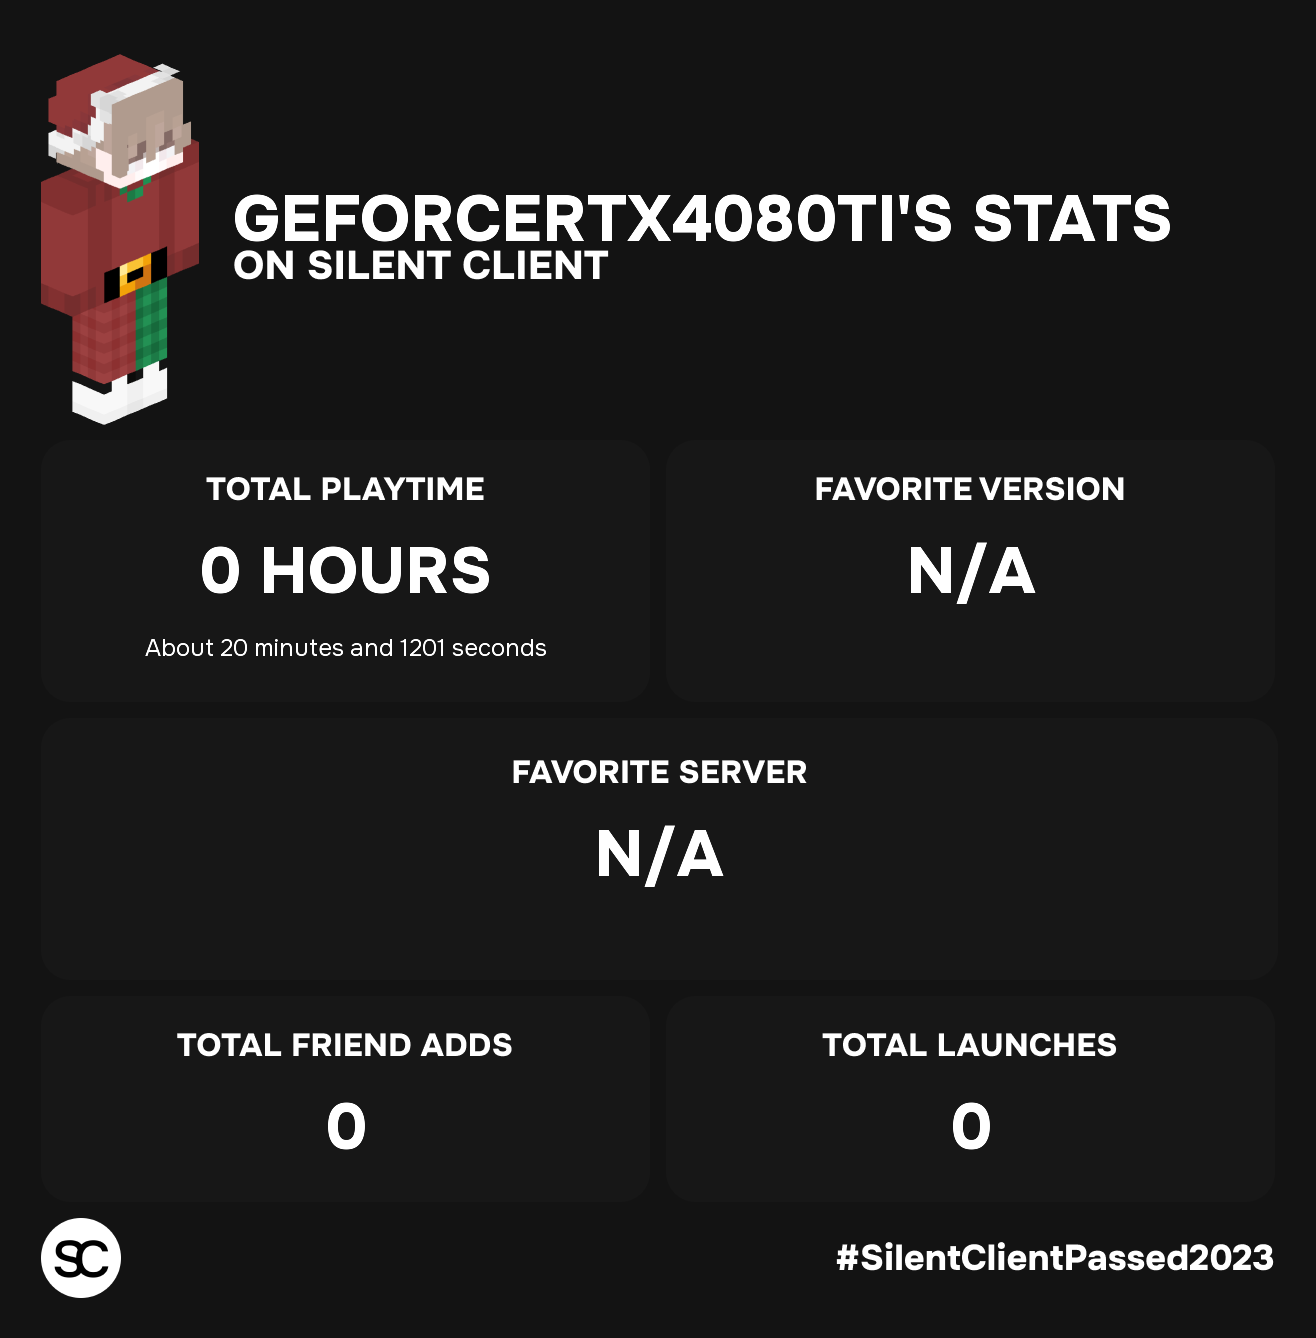 GEFORCERTX4080TI'S STATS
ON SILENT CLIENT
TOTAL PLAYTIME
0 HOURS
About 20 minutes and 1201 seconds
FAVORITE VERSION
N/A
FAVORITE SERVER
N/A
TOTAL FRIEND ADDS
0
TOTAL LAUNCHES
0
SC
#SilentClientPassed2023